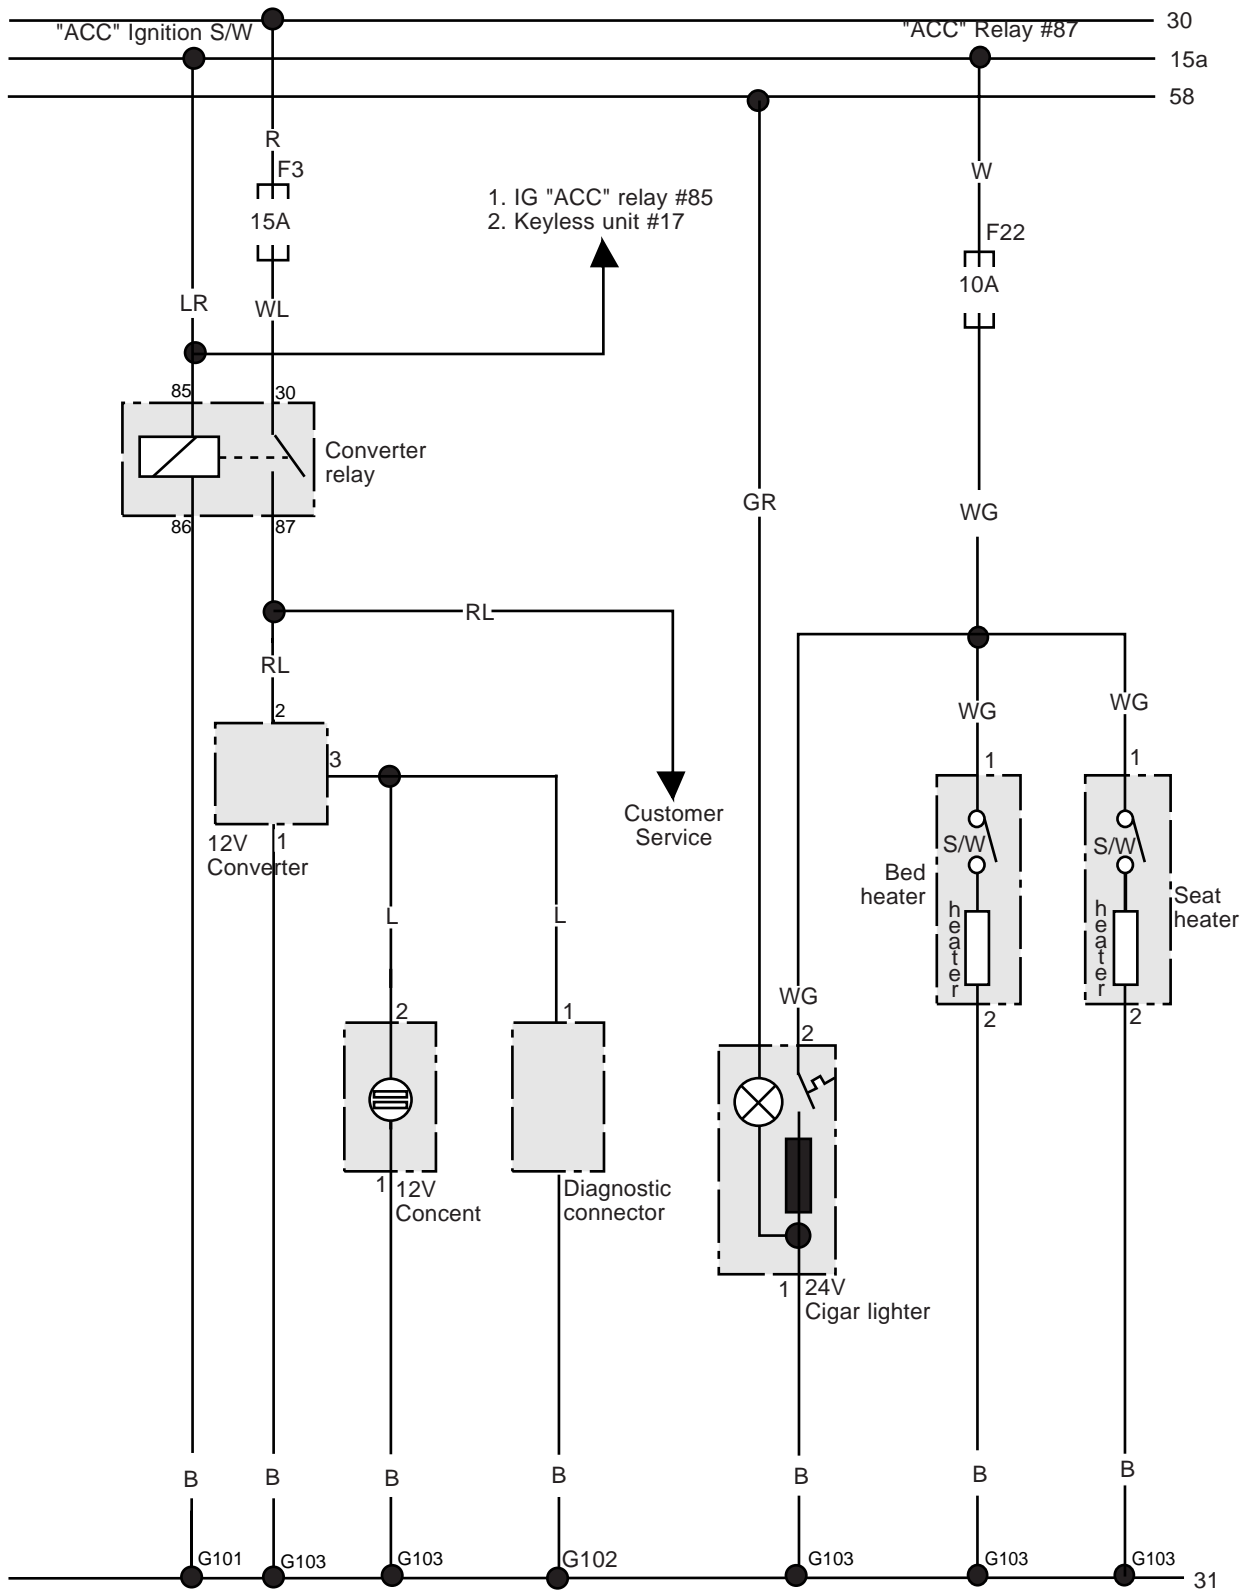 30
"ACC" Ignition S/W
"ACC" Relay #87
15a
58
R
F3
15A
1. IG "ACC" relay #85
2. Keyless unit #17
W
F22
10A
LR
WL
85
30
Converter
relay
86
87
GR
WG
RL
RL
2
3
12V
Converter
1
Customer
Service
WG
WG
1
1
S/W
S/W
Bed
heater
heater
heater
Seat
heater
L
L
WG
2
1
2
2
2
1
12V
Concent
Diagnostic
connector
1
24V
Cigar lighter
B
B
B
B
B
B
B
G101
G103
G103
G102
G103
G103
G103
31